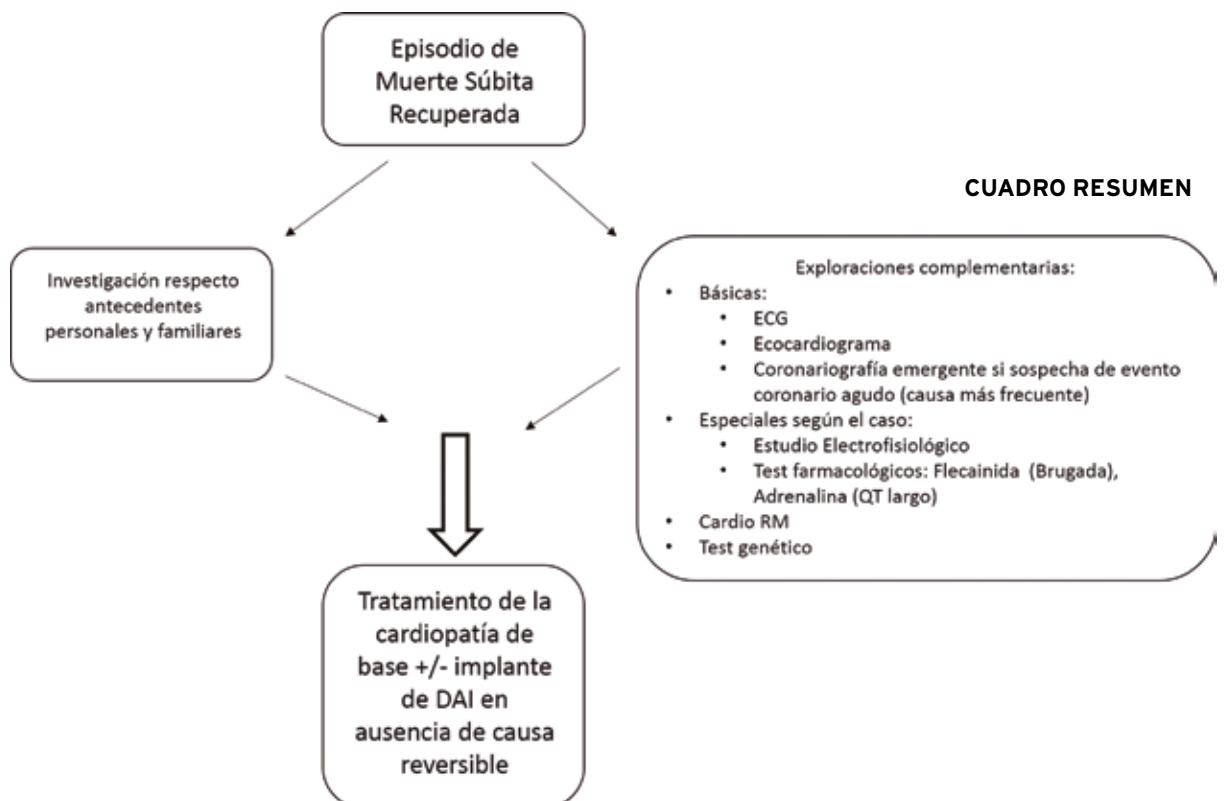 Episodio de
Muerte Súbita
Recuperada
CUADRO RESUMEN
Investigación respecto
antecedentes
personales y familiares
Exploraciones complementarias:
• Básicas:
• ECG
• Ecocardiograma
• Coronariografía emergente si sospecha de evento
coronario agudo (causa más frecuente)
• Especiales según el caso:
• Estudio Electrofisiológico
• Test farmacológicos: Flecainida (Brugada),
Adrenalina (QT largo)
• Cardio RM
• Test genético
Tratamiento de la
cardiopatía de
base +/- implante
de DAI en
ausencia de causa
reversible